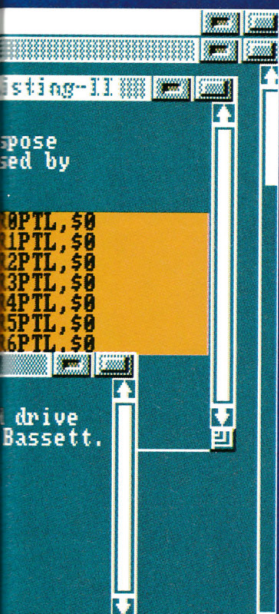 isting-II
spose
sed by
R0PTL,$0
R1PTL,$0
R2PTL,$0
R3PTL,$0
R4PTL,$0
R5PTL,$0
R6PTL,$0
drive
Bassett.